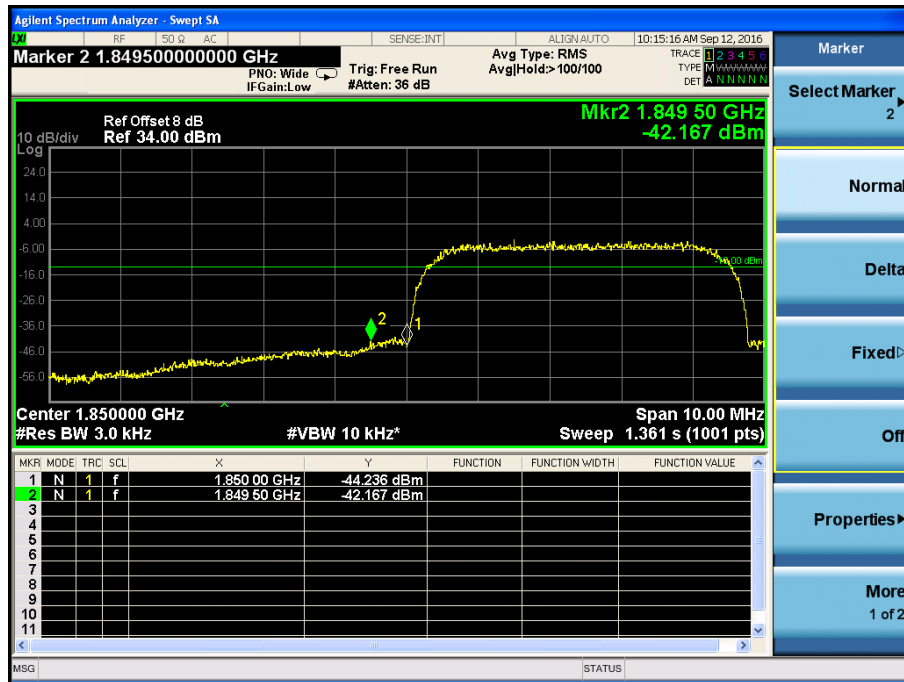 Agilent Spectrum Analyzer - Swept SA
LXI RF 50 Ω AC SENSE:INT ALIGN AUTO 10:15:16 AM Sep 12, 2016
Marker 2 1.849500000000 GHz
PNO: Wide
IFGain:Low
Trig: Free Run
#Atten: 36 dB
Avg Type: RMS
Avg|Hold:>100/100
TRACE 1 2 3 4 5 6
TYPE M W W W W W
DET A N N N N N
Ref Offset 8 dB
10 dB/div Ref 34.00 dBm
Log
Mkr2 1.849 50 GHz
-42.167 dBm
24.0
14.0
4.00
-6.00
-16.0
-26.0
-36.0
-46.0
-56.0
-13.00 dBm
2
1
Center 1.850000 GHz Span 10.00 MHz
#Res BW 3.0 kHz #VBW 10 kHz* Sweep 1.361 s (1001 pts)
MKR MODE TRC SCL X Y FUNCTION FUNCTION WIDTH FUNCTION VALUE
1 N 1 f 1.850 00 GHz -44.236 dBm
2 N 1 f 1.849 50 GHz -42.167 dBm
3
4
5
6
7
8
9
10
11
MSG STATUS
Marker
Select Marker
2
Normal
Delta
Fixed
Off
Properties
More
1 of 2